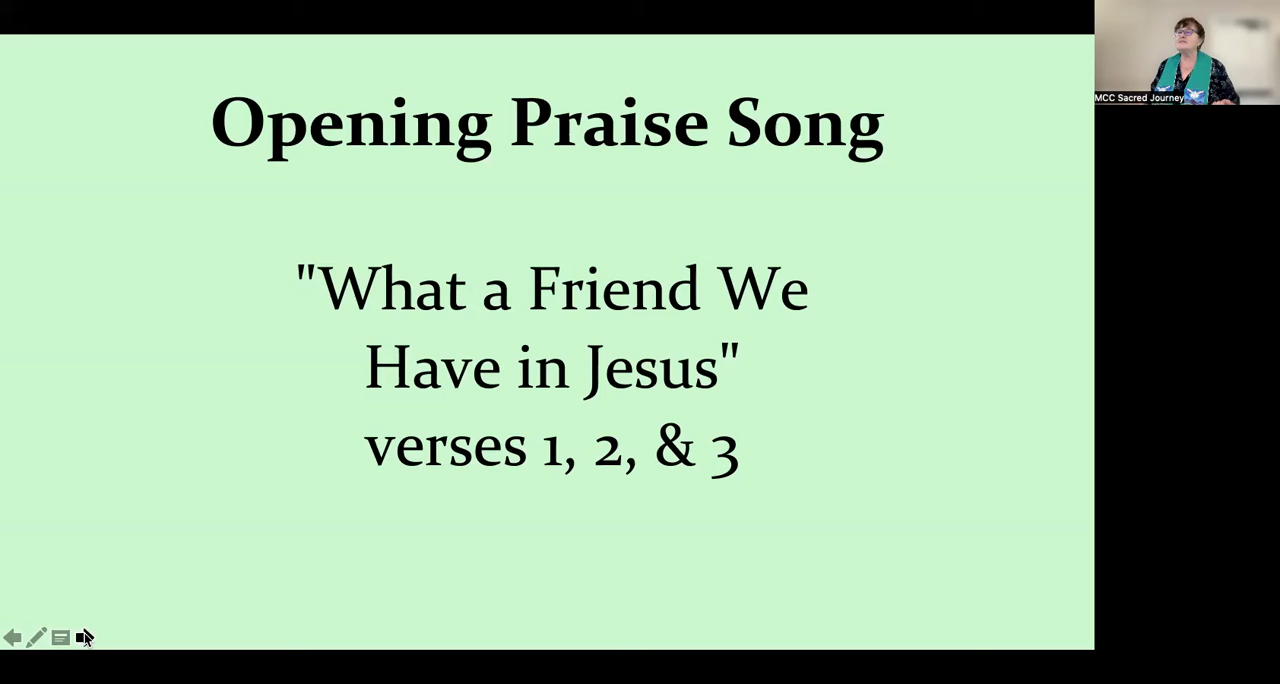 Opening Praise Song
"What a Friend We
Have in Jesus"
verses 1, 2, & 3
MCC Sacred Journey